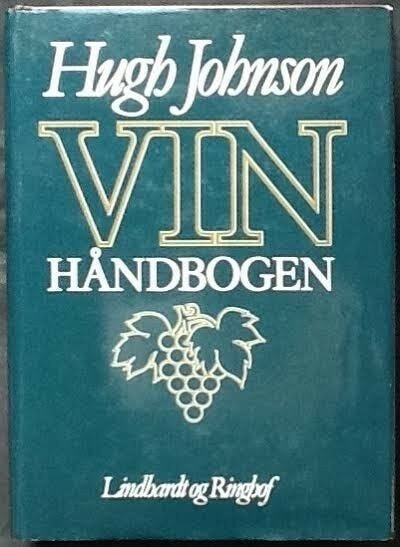 Hugh Johnson
VIN
HÅNDBOGEN
Lindhardt og Ringhof